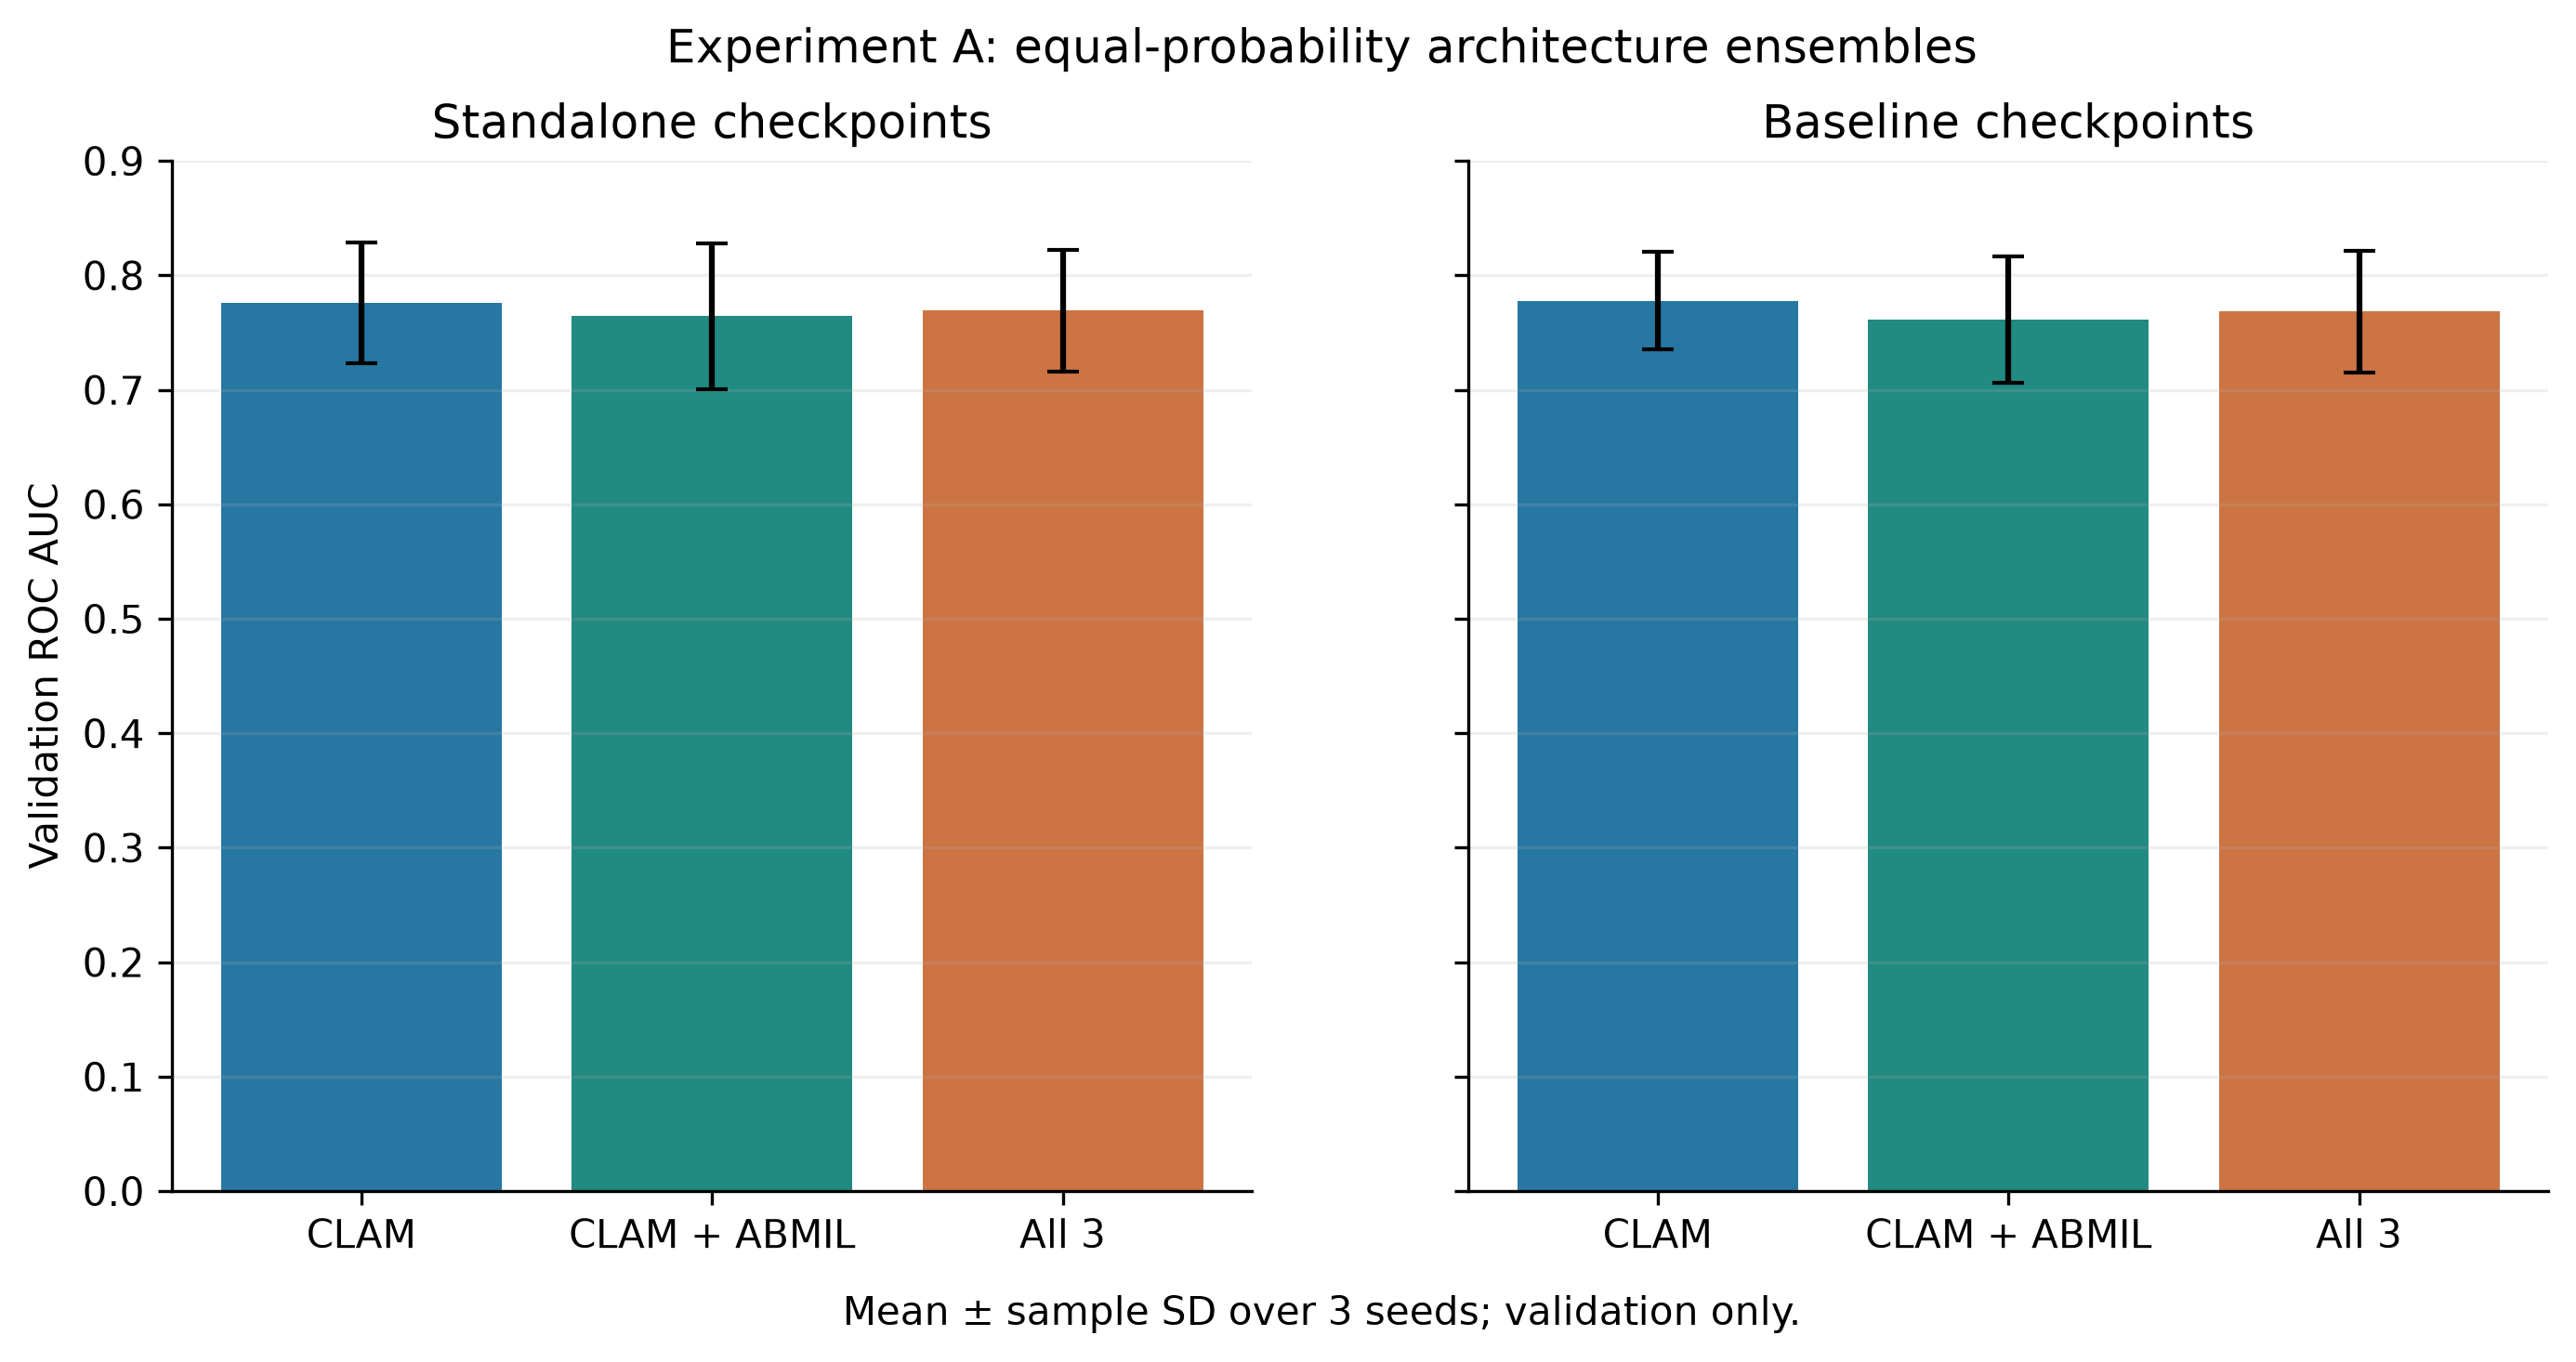 Experiment A: equal-probability architecture ensembles
Standalone checkpoints
Validation ROC AUC
0.9
0.8
0.7
0.6
0.5
0.4
0.3
0.2
0.1
0.0
CLAM
CLAM + ABMIL
All 3
Baseline checkpoints
CLAM
CLAM + ABMIL
All 3
Mean ± sample SD over 3 seeds; validation only.